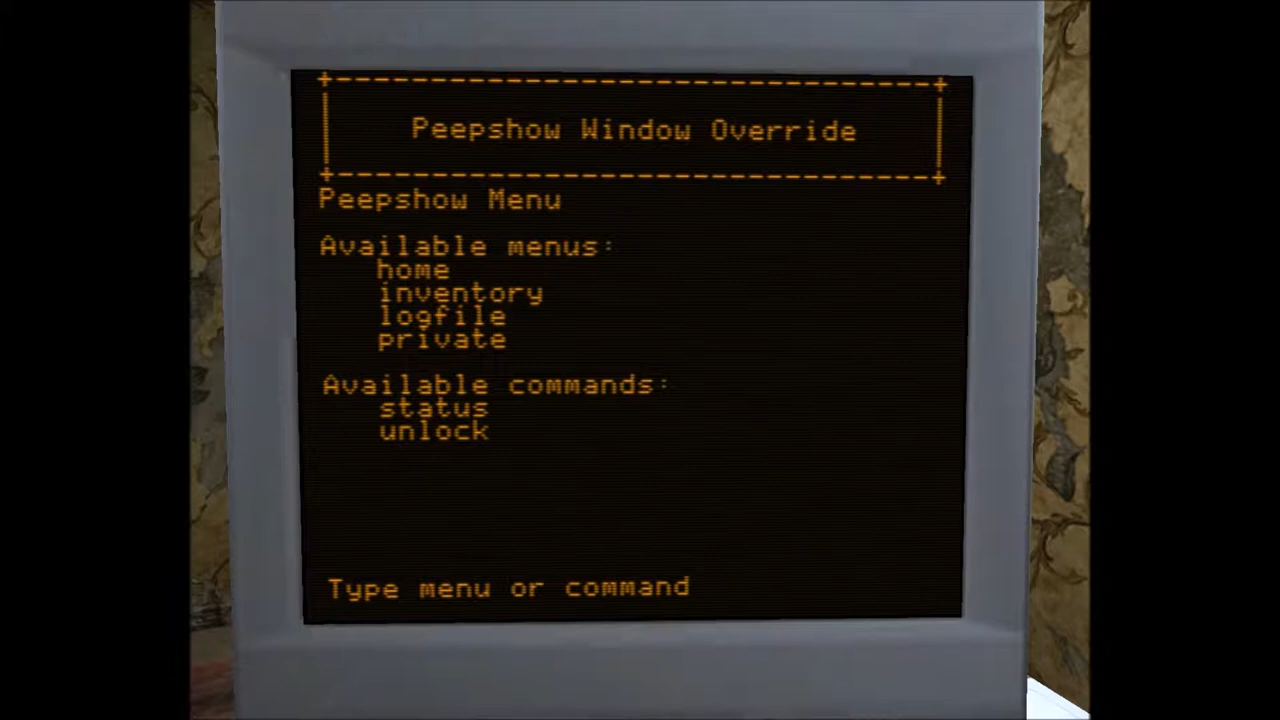 Peepshow Window Override
Peepshow Menu
Available menus:
home
inventory
logfile
private
Available commands:
status
unlock
Type menu or command